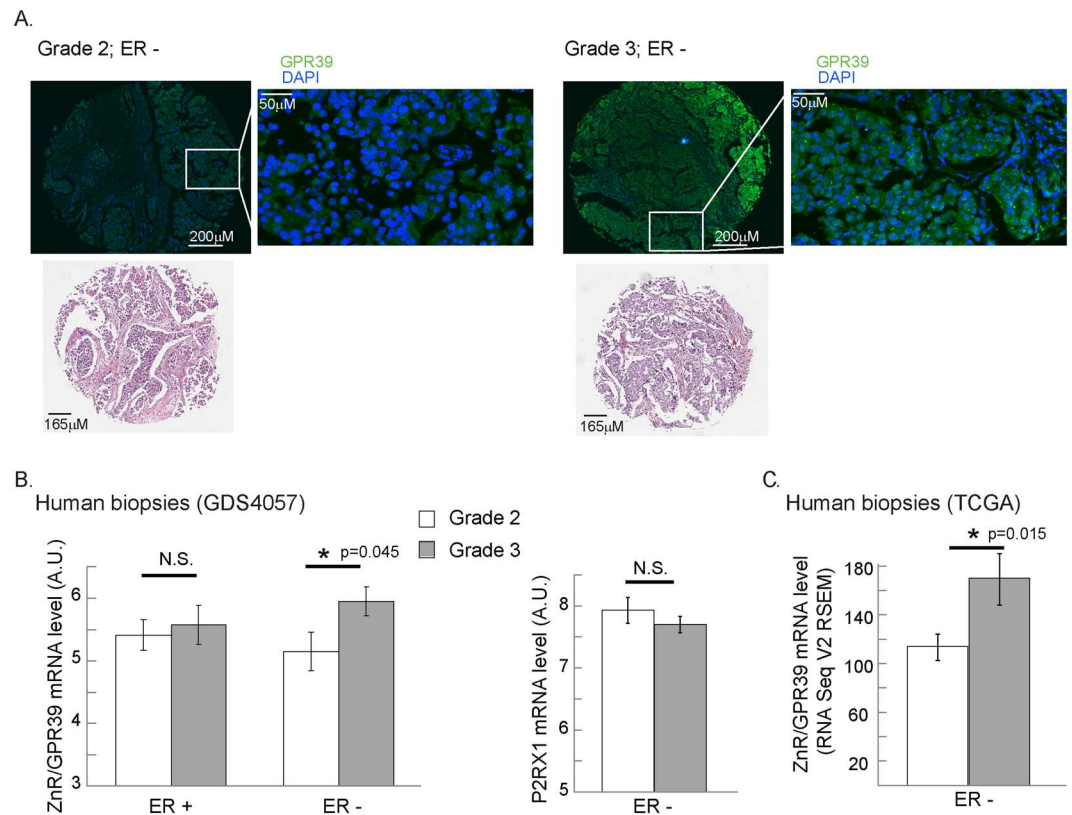 A.
Grade 2; ER -
GPR39
DAPI
50µM
200µM
165µM
Grade 3; ER -
GPR39
DAPI
50µM
200µM
165µM
B.
Human biopsies (GDS4057)
Grade 2
Grade 3
ZnR/GPR39 mRNA level (A.U.)
6
5
4
3
N.S.
* p=0.045
ER +
ER -
P2RX1 mRNA level (A.U.)
8
7
6
5
N.S.
ER -
C.
Human biopsies (TCGA)
ZnR/GPR39 mRNA level
(RNA Seq V2 RSEM)
180
140
100
60
20
* p=0.015
ER -